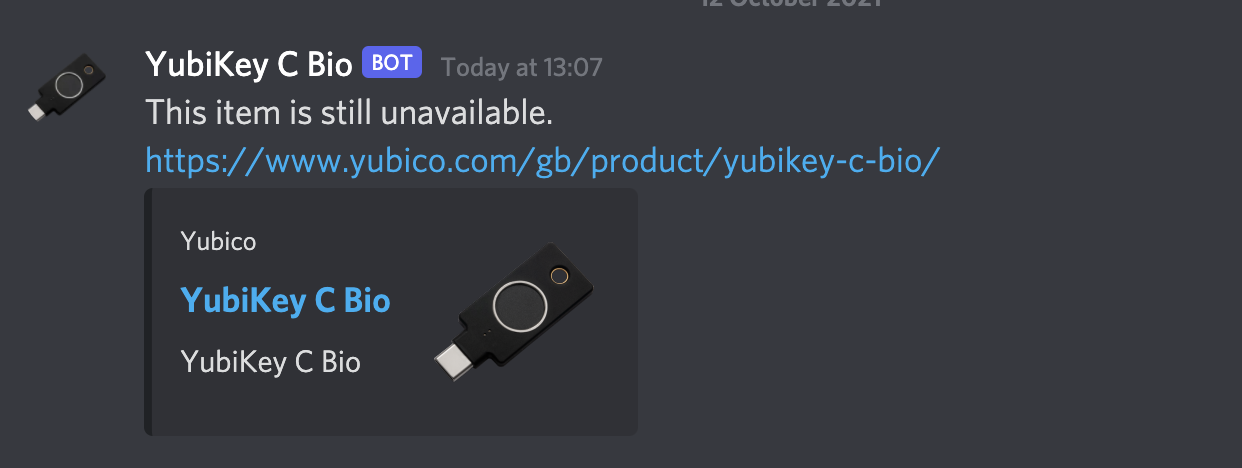 12 October 2021
YubiKey C Bio BOT Today at 13:07
This item is still unavailable.
https://www.yubico.com/gb/product/yubikey-c-bio/
Yubico
YubiKey C Bio
YubiKey C Bio